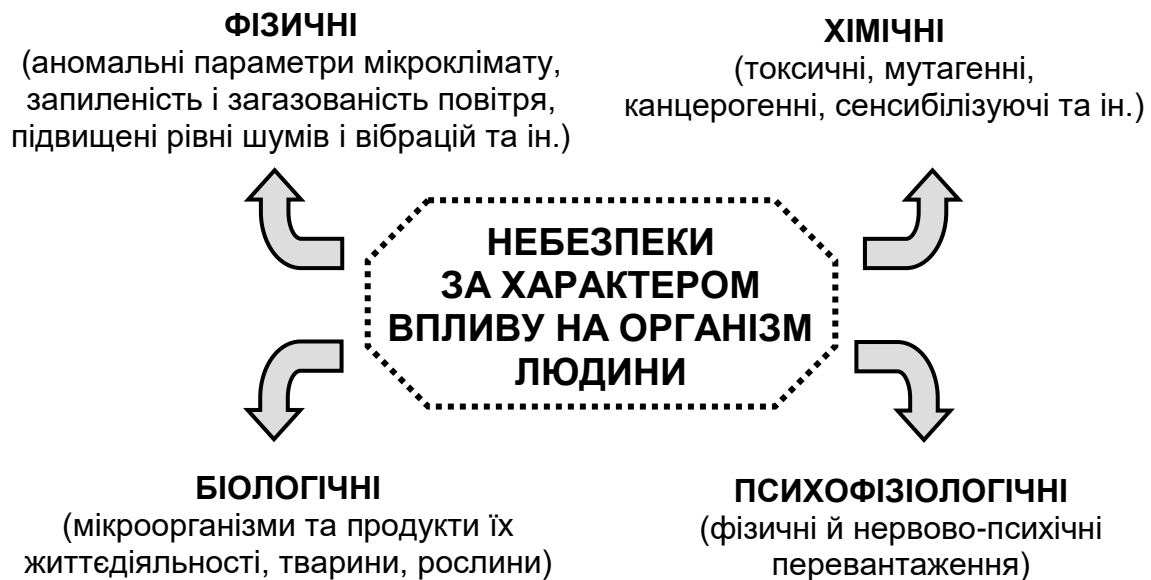 ФІЗИЧНІ
(аномальні параметри мікроклімату,
запиленість і загазованість повітря,
підвищені рівні шумів і вібрацій та ін.)
ХІМІЧНІ
(токсичні, мутагенні,
канцерогенні, сенсибілізуючі та ін.)
НЕБЕЗПЕКИ
ЗА ХАРАКТЕРОМ
ВПЛИВУ НА ОРГАНІЗМ
ЛЮДИНИ
БІОЛОГІЧНІ
(мікроорганізми та продукти їх
життєдіяльності, тварини, рослини)
ПСИХОФІЗІОЛОГІЧНІ
(фізичні й нервово-психічні
перевантаження)